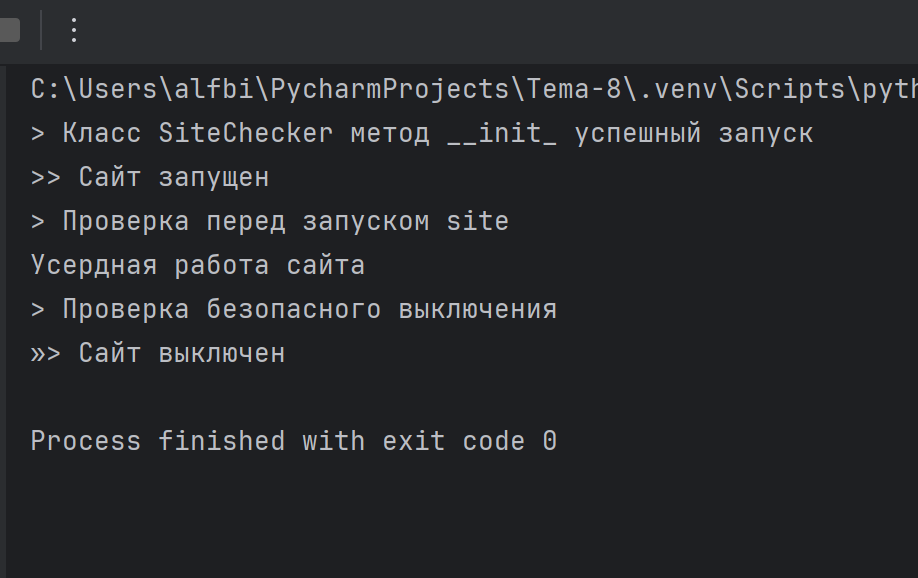 C:\Users\alfbi\PycharmProjects\Tema-8\.venv\Scripts\pyth
> Класс SiteChecker метод __init_ успешный запуск
>> Сайт запущен
> Проверка перед запуском site
Усердная работа сайта
> Проверка безопасного выключения
»> Сайт выключен
Process finished with exit code 0